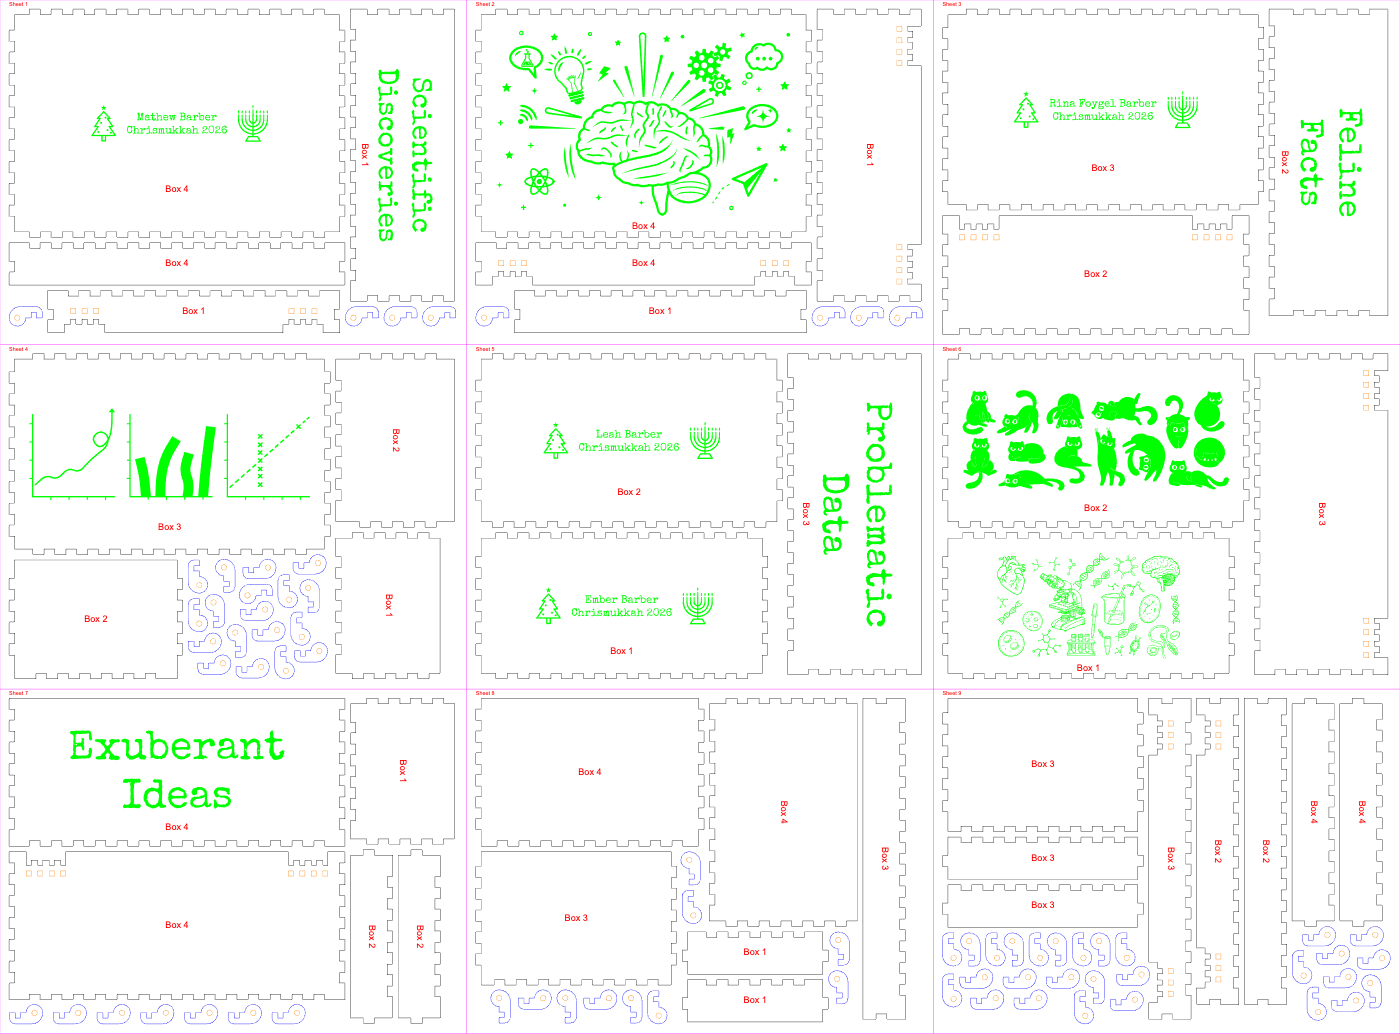 Sheet 1
Mathew Barber
Chrismukkah 2026
Box 4
Box 4
Box 1
Box 1
Scientific
Discoveries
Sheet 2
Box 4
Box 4
Box 1
Box 1
Sheet 3
Rina Foygel Barber
Chrismukkah 2026
Box 3
Box 2
Box 2
Feline
Facts
Sheet 4
Box 3
Box 2
Box 2
Box 1
Sheet 5
Leah Barber
Chrismukkah 2026
Box 2
Ember Barber
Chrismukkah 2026
Box 1
Box 3
Problematic
Data
Sheet 6
Box 2
Box 1
Box 3
Sheet 7
Exuberant
Ideas
Box 4
Box 4
Box 1
Box 2
Box 2
Sheet 8
Box 4
Box 3
Box 4
Box 1
Box 1
Box 3
Sheet 9
Box 3
Box 3
Box 3
Box 3
Box 2
Box 2
Box 4
Box 4